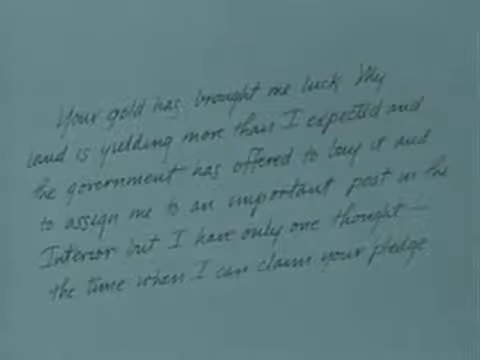 Your gold has brought me luck. My
land is yielding more than I expected and
the government has offered to buy it and
to assign me to an important post in the
Interior but I have only one thought —
the time when I can claim your pledge